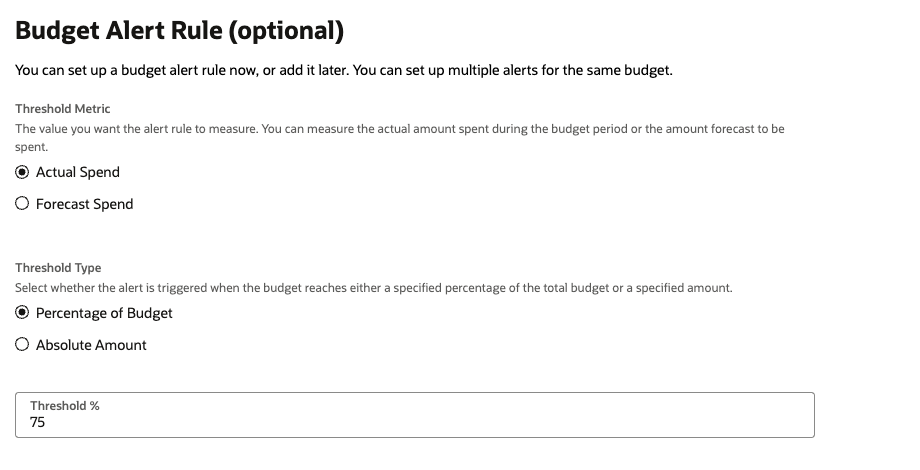 Budget Alert Rule (optional)
You can set up a budget alert rule now, or add it later. You can set up multiple alerts for the same budget.
Threshold Metric
The value you want the alert rule to measure. You can measure the actual amount spent during the budget period or the amount forecast to be
spent.
Actual Spend
Forecast Spend
Threshold Type
Select whether the alert is triggered when the budget reaches either a specified percentage of the total budget or a specified amount.
Percentage of Budget
Absolute Amount
Threshold %
75